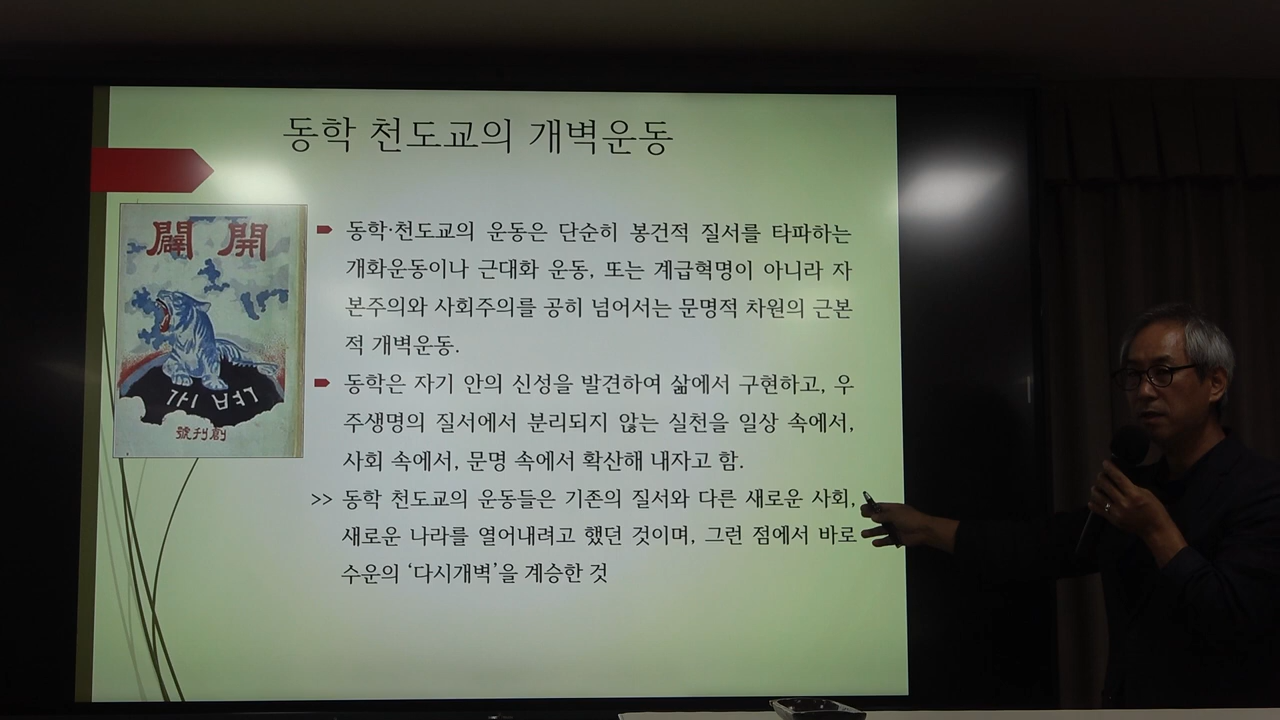 동학 천도교의 개벽운동
開闢
개벽
創刊號
동학·천도교의 운동은 단순히 봉건적 질서를 타파하는
개화운동이나 근대화 운동, 또는 계급혁명이 아니라 자
본주의와 사회주의를 공히 넘어서는 문명적 차원의 근본
적 개벽운동.
동학은 자기 안의 신성을 발견하여 삶에서 구현하고, 우
주생명의 질서에서 분리되지 않는 실천을 일상 속에서,
사회 속에서, 문명 속에서 확산해 내자고 함.
>> 동학 천도교의 운동들은 기존의 질서와 다른 새로운 사회,
새로운 나라를 열어내려고 했던 것이며, 그런 점에서 바로
수운의 ‘다시개벽’을 계승한 것